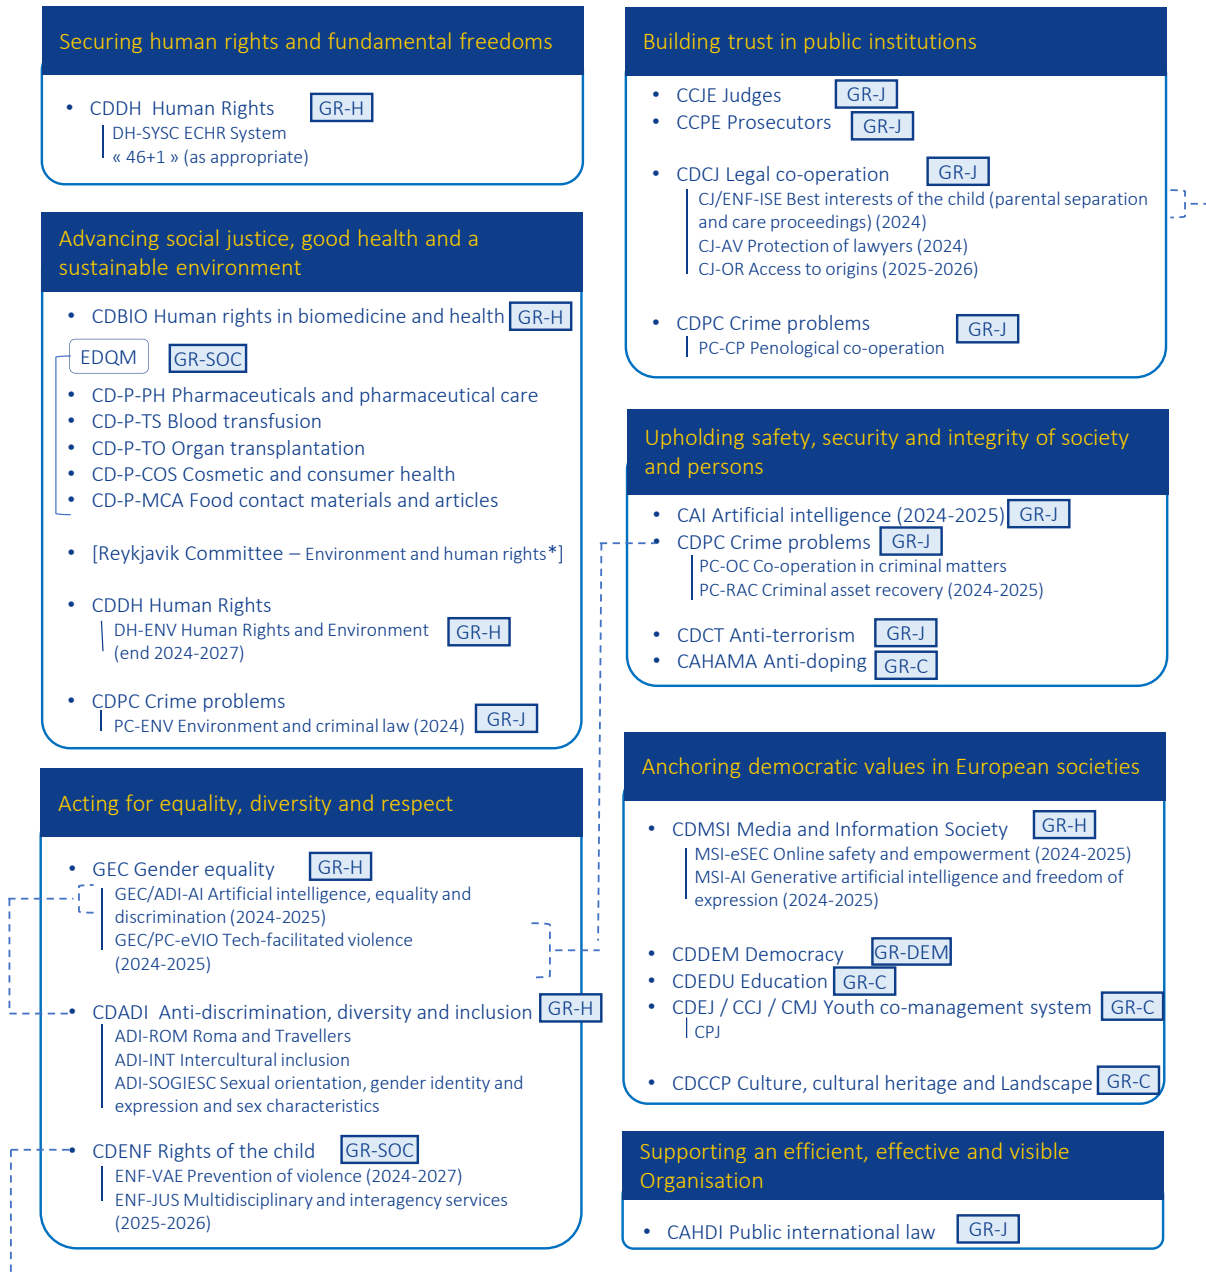 Securing human rights and fundamental freedoms
• CDDH  Human Rights GR-H
DH-SYSC ECHR System
« 46+1 » (as appropriate)
Advancing social justice, good health and a
sustainable environment
• CDBIO Human rights in biomedicine and health GR-H
EDQM GR-SOC
• CD-P-PH Pharmaceuticals and pharmaceutical care
• CD-P-TS Blood transfusion
• CD-P-TO Organ transplantation
• CD-P-COS Cosmetic and consumer health
• CD-P-MCA Food contact materials and articles
• [Reykjavik Committee – Environment and human rights*]
• CDDH Human Rights
DH-ENV Human Rights and Environment GR-H
(end 2024-2027)
• CDPC Crime problems
PC-ENV Environment and criminal law (2024) GR-J
Acting for equality, diversity and respect
• GEC Gender equality GR-H
GEC/ADI-AI Artificial intelligence, equality and
discrimination (2024-2025)
GEC/PC-eVIO Tech-facilitated violence
(2024-2025)
• CDADI  Anti-discrimination, diversity and inclusion GR-H
ADI-ROM Roma and Travellers
ADI-INT Intercultural inclusion
ADI-SOGIESC Sexual orientation, gender identity and
expression and sex characteristics
• CDENF Rights of the child GR-SOC
ENF-VAE Prevention of violence (2024-2027)
ENF-JUS Multidisciplinary and interagency services
(2025-2026)
Building trust in public institutions
• CCJE Judges GR-J
• CCPE Prosecutors GR-J
• CDCJ Legal co-operation GR-J
CJ/ENF-ISE Best interests of the child (parental separation
and care proceedings) (2024)
CJ-AV Protection of lawyers (2024)
CJ-OR Access to origins (2025-2026)
• CDPC Crime problems GR-J
PC-CP Penological co-operation
Upholding safety, security and integrity of society
and persons
• CAI Artificial intelligence (2024-2025) GR-J
• CDPC Crime problems GR-J
PC-OC Co-operation in criminal matters
PC-RAC Criminal asset recovery (2024-2025)
• CDCT Anti-terrorism GR-J
• CAHAMA Anti-doping GR-C
Anchoring democratic values in European societies
• CDMSI Media and Information Society GR-H
MSI-eSEC Online safety and empowerment (2024-2025)
MSI-AI Generative artificial intelligence and freedom of
expression (2024-2025)
• CDDEM Democracy GR-DEM
• CDEDU Education GR-C
• CDEJ / CCJ / CMJ Youth co-management system GR-C
CPJ
• CDCCP Culture, cultural heritage and Landscape GR-C
Supporting an efficient, effective and visible
Organisation
• CAHDI Public international law GR-J